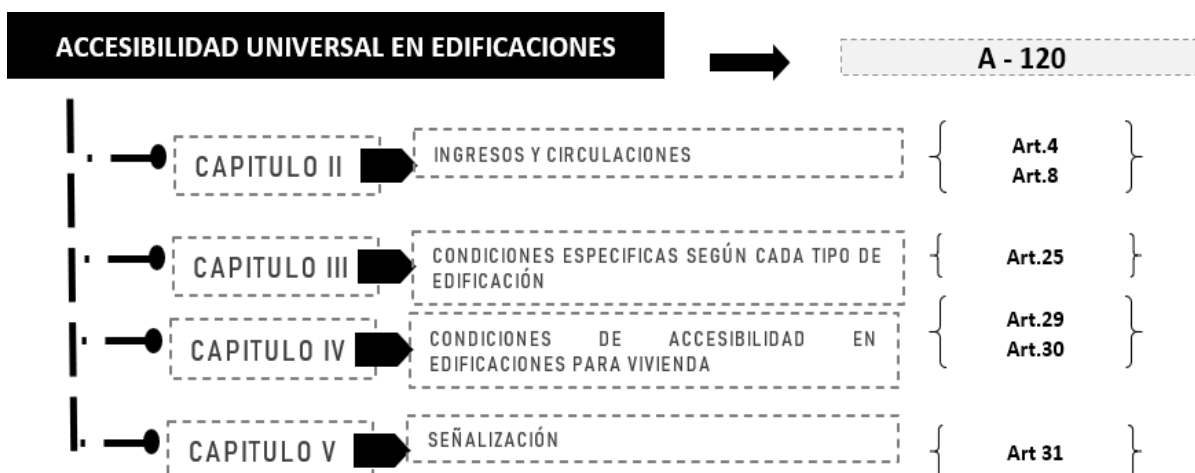 ACCESIBILIDAD UNIVERSAL EN EDIFICACIONES
A - 120
CAPITULO II
INGRESOS Y CIRCULACIONES
Art.4
Art.8
CAPITULO III
CONDICIONES ESPECIFICAS SEGÚN CADA TIPO DE
EDIFICACIÓN
Art.25
CAPITULO IV
CONDICIONES DE ACCESIBILIDAD EN
EDIFICACIONES PARA VIVIENDA
Art.29
Art.30
CAPITULO V
SEÑALIZACIÓN
Art 31